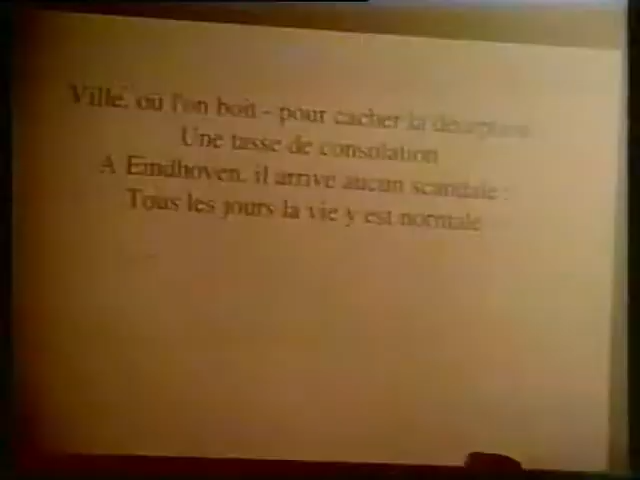 Ville, où l'on boit - pour cacher la déception
Une tasse de consolation
A Eindhoven, il arrive aucun scandale :
Tous les jours la vie y est normale